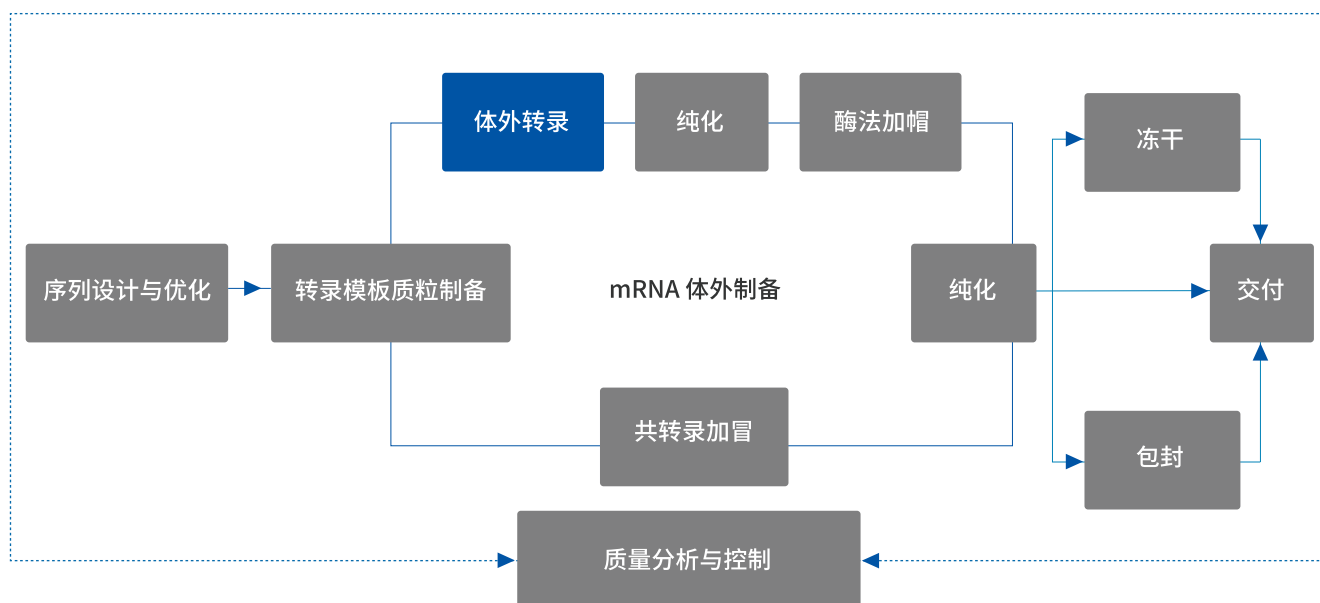 体外转录
纯化
酶法加帽
冻干
序列设计与优化
转录模板质粒制备
mRNA 体外制备
纯化
交付
共转录加冒
包封
质量分析与控制